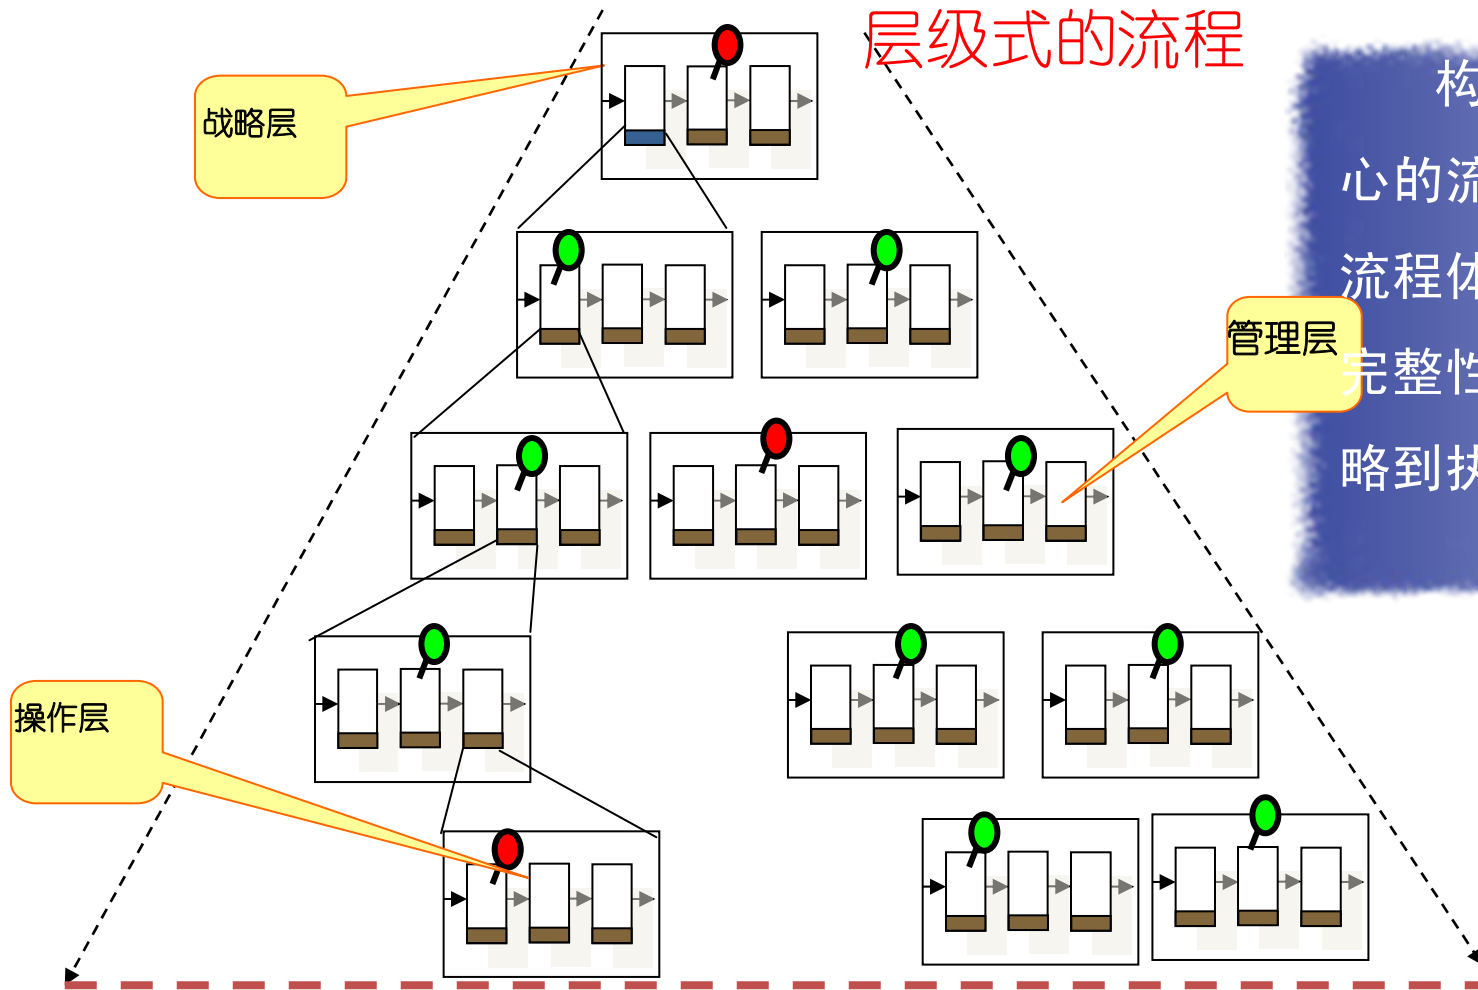 层级式的流程
战略层
构
心的流
流程体
管理层
完整性
略到执
操作层